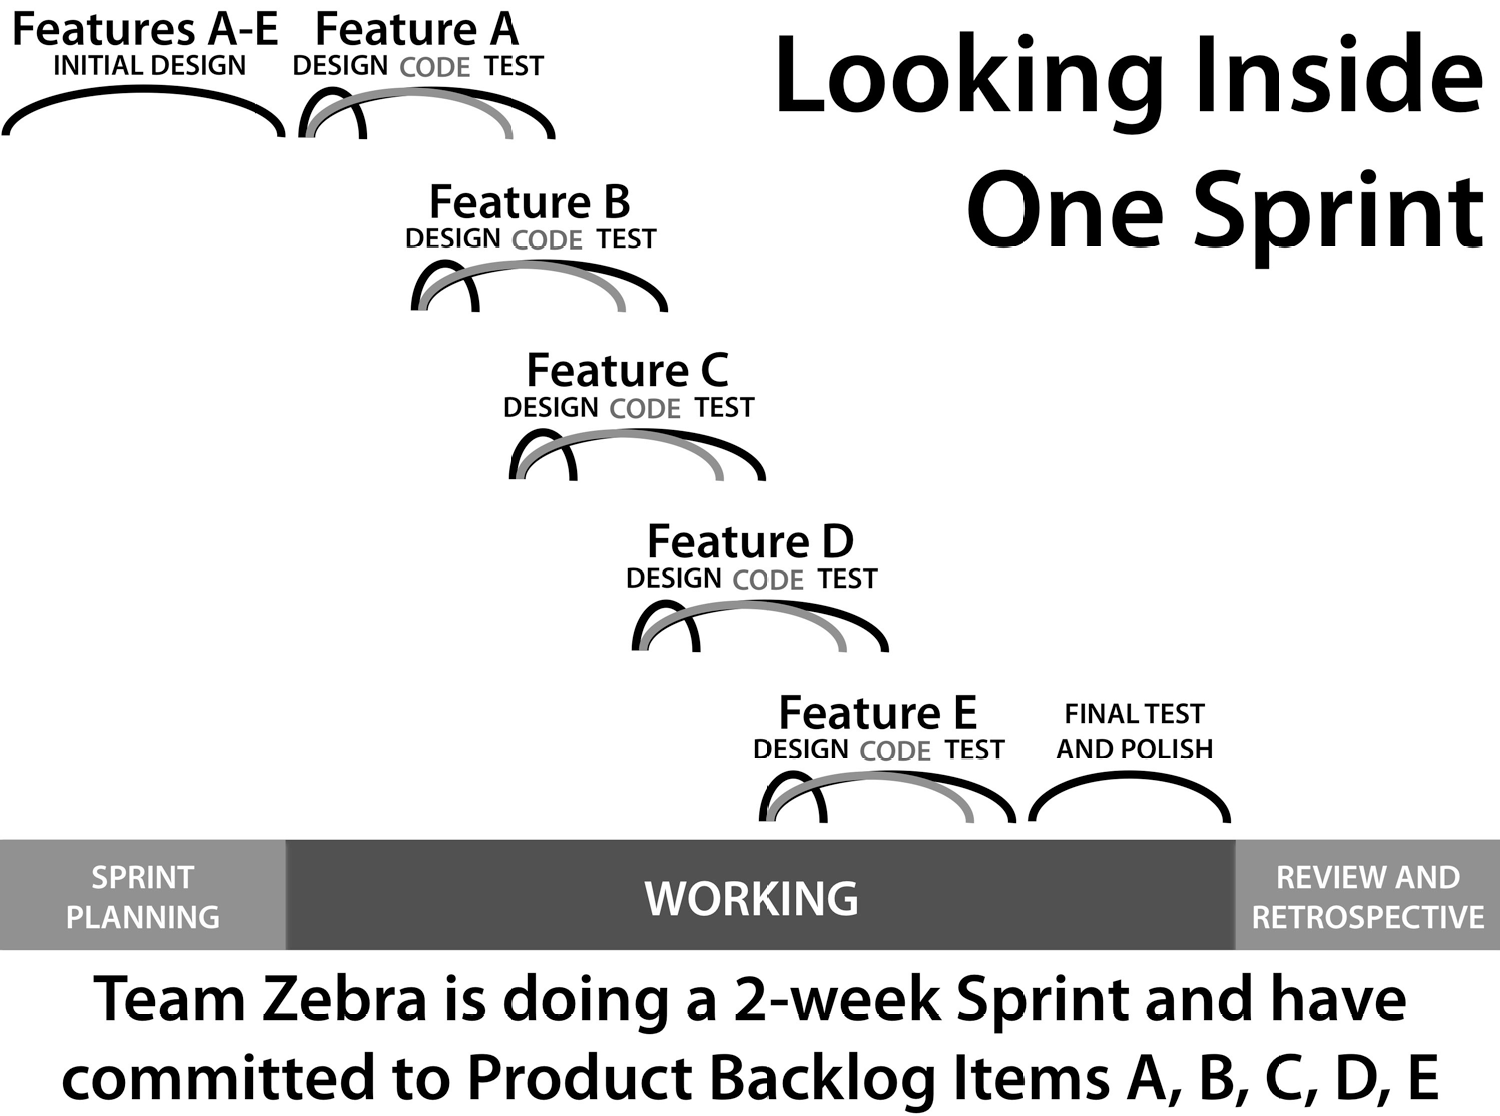 Looking Inside
One Sprint
Features A-E
INITIAL DESIGN
Feature A
DESIGN CODE TEST
Feature B
DESIGN CODE TEST
Feature C
DESIGN CODE TEST
Feature D
DESIGN CODE TEST
Feature E
DESIGN CODE TEST
FINAL TEST
AND POLISH
SPRINT
PLANNING
WORKING
REVIEW AND
RETROSPECTIVE
Team Zebra is doing a 2-week Sprint and have
committed to Product Backlog Items A, B, C, D, E